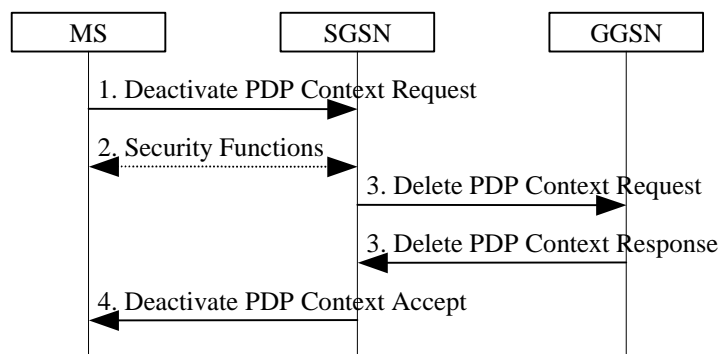 MS
SGSN
GGSN
1. Deactivate PDP Context Request
2. Security Functions
3. Delete PDP Context Request
3. Delete PDP Context Response
4. Deactivate PDP Context Accept